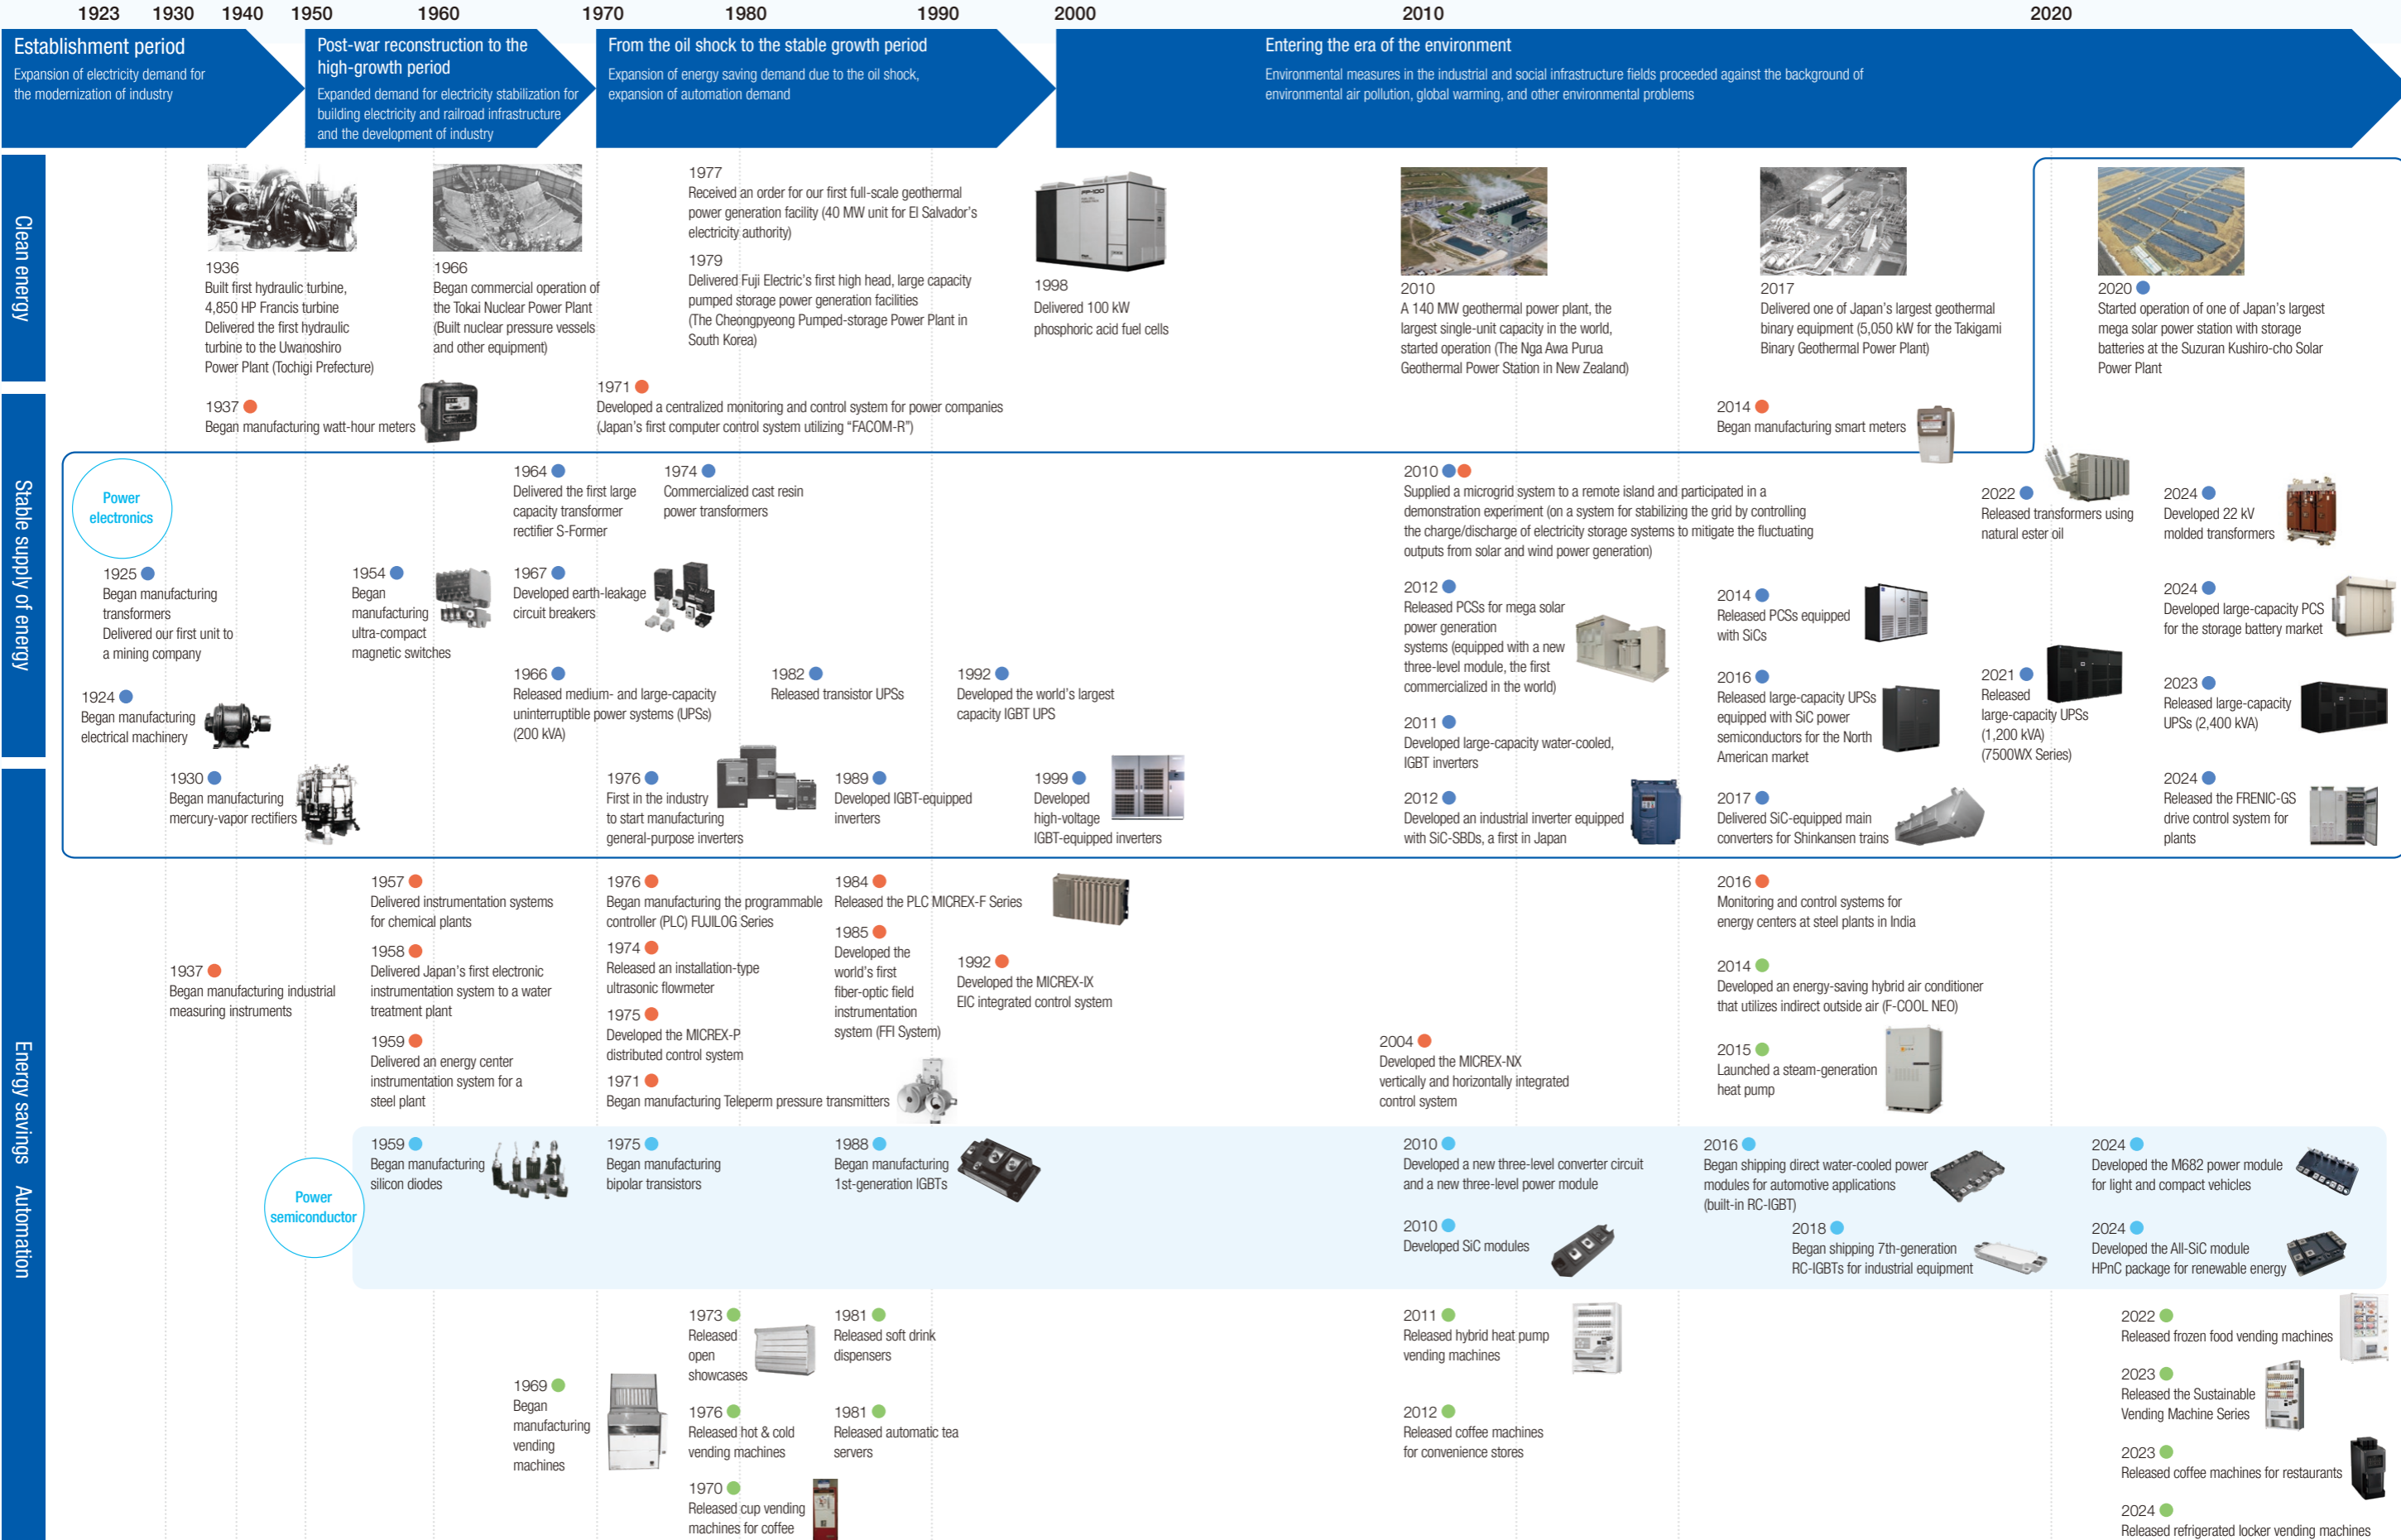 1923
1930
1940
1950
1960
1970
1980
1990
2000
2010
2020
Establishment period
Expansion of electricity demand for
the modernization of industry
Post-war reconstruction to the
high-growth period
Expanded demand for electricity stabilization for
building electricity and railroad infrastructure
and the development of industry
From the oil shock to the stable growth period
Expansion of energy saving demand due to the oil shock,
expansion of automation demand
Entering the era of the environment
Environmental measures in the industrial and social infrastructure fields proceeded against the background of
environmental air pollution, global warming, and other environmental problems
Clean energy
1936
Built first hydraulic turbine,
4,850 HP Francis turbine
Delivered the first hydraulic
turbine to the Uwanoshiro
Power Plant (Tochigi Prefecture)
1966
Began commercial operation of
the Tokai Nuclear Power Plant
(Built nuclear pressure vessels
and other equipment)
1977
Received an order for our first full-scale geothermal
power generation facility (40 MW unit for El Salvador's
electricity authority)
1979
Delivered Fuji Electric's first high head, large capacity
pumped storage power generation facilities
(The Cheongpyeong Pumped-storage Power Plant in
South Korea)
FP-100
1998
Delivered 100 kW
phosphoric acid fuel cells
2010
A 140 MW geothermal power plant, the
largest single-unit capacity in the world,
started operation (The Nga Awa Purua
Geothermal Power Station in New Zealand)
2017
Delivered one of Japan's largest geothermal
binary equipment (5,050 kW for the Takigami
Binary Geothermal Power Plant)
2020
Started operation of one of Japan's largest
mega solar power station with storage
batteries at the Suzuran Kushiro-cho Solar
Power Plant
Stable supply of energy
1937
Began manufacturing watt-hour meters
1971
Developed a centralized monitoring and control system for power companies
(Japan's first computer control system utilizing “FACOM-R”)
2014
Began manufacturing smart meters
Power
electronics
1964
Delivered the first large
capacity transformer
rectifier S-Former
1974
Commercialized cast resin
power transformers
2010
Supplied a microgrid system to a remote island and participated in a
demonstration experiment (on a system for stabilizing the grid by controlling
the charge/discharge of electricity storage systems to mitigate the fluctuating
outputs from solar and wind power generation)
2022
Released transformers using
natural ester oil
2024
Developed 22 kV
molded transformers
1925
Began manufacturing
transformers
Delivered our first unit to
a mining company
1954
Began
manufacturing
ultra-compact
magnetic switches
1967
Developed earth-leakage
circuit breakers
2012
Released PCSs for mega solar
power generation
systems (equipped with a new
three-level module, the first
commercialized in the world)
2014
Released PCSs equipped
with SiCs
2024
Developed large-capacity PCS
for the storage battery market
1924
Began manufacturing
electrical machinery
1966
Released medium- and large-capacity
uninterruptible power systems (UPSs)
(200 kVA)
1982
Released transistor UPSs
1992
Developed the world's largest
capacity IGBT UPS
2011
Developed large-capacity water-cooled,
IGBT inverters
2016
Released large-capacity UPSs
equipped with SiC power
semiconductors for the North
American market
2021
Released
large-capacity UPSs
(1,200 kVA)
(7500WX Series)
2023
Released large-capacity
UPSs (2,400 kVA)
Energy savings Automation
1930
Began manufacturing
mercury-vapor rectifiers
1976
First in the industry
to start manufacturing
general-purpose inverters
1989
Developed IGBT-equipped
inverters
1999
Developed
high-voltage
IGBT-equipped inverters
2012
Developed an industrial inverter equipped
with SiC-SBDs, a first in Japan
2017
Delivered SiC-equipped main
converters for Shinkansen trains
2024
Released the FRENIC-GS
drive control system for
plants
1937
Began manufacturing industrial
measuring instruments
1957
Delivered instrumentation systems
for chemical plants
1958
Delivered Japan's first electronic
instrumentation system to a water
treatment plant
1959
Delivered an energy center
instrumentation system for a
steel plant
1976
Began manufacturing the programmable
controller (PLC) FUJILOG Series
1974
Released an installation-type
ultrasonic flowmeter
1975
Developed the MICREX-P
distributed control system
1971
Began manufacturing Teleperm pressure transmitters
1984
Released the PLC MICREX-F Series
1985
Developed the
world's first
fiber-optic field
instrumentation
system (FFI System)
1992
Developed the MICREX-IX
EIC integrated control system
2004
Developed the MICREX-NX
vertically and horizontally integrated
control system
2016
Monitoring and control systems for
energy centers at steel plants in India
2014
Developed an energy-saving hybrid air conditioner
that utilizes indirect outside air (F-COOL NEO)
2015
Launched a steam-generation
heat pump
Power
semiconductor
1959
Began manufacturing
silicon diodes
1975
Began manufacturing
bipolar transistors
1988
Began manufacturing
1st-generation IGBTs
2010
Developed a new three-level converter circuit
and a new three-level power module
2010
Developed SiC modules
2016
Began shipping direct water-cooled power
modules for automotive applications
(built-in RC-IGBT)
2018
Began shipping 7th-generation
RC-IGBTs for industrial equipment
2024
Developed the M682 power module
for light and compact vehicles
2024
Developed the All-SiC module
HPnC package for renewable energy
1969
Began
manufacturing
vending
machines
1973
Released
open
showcases
1976
Released hot & cold
vending machines
1970
Released cup vending
machines for coffee
1981
Released soft drink
dispensers
1981
Released automatic tea
servers
2011
Released hybrid heat pump
vending machines
2012
Released coffee machines
for convenience stores
2022
Released frozen food vending machines
2023
Released the Sustainable
Vending Machine Series
2023
Released coffee machines for restaurants
2024
Released refrigerated locker vending machines